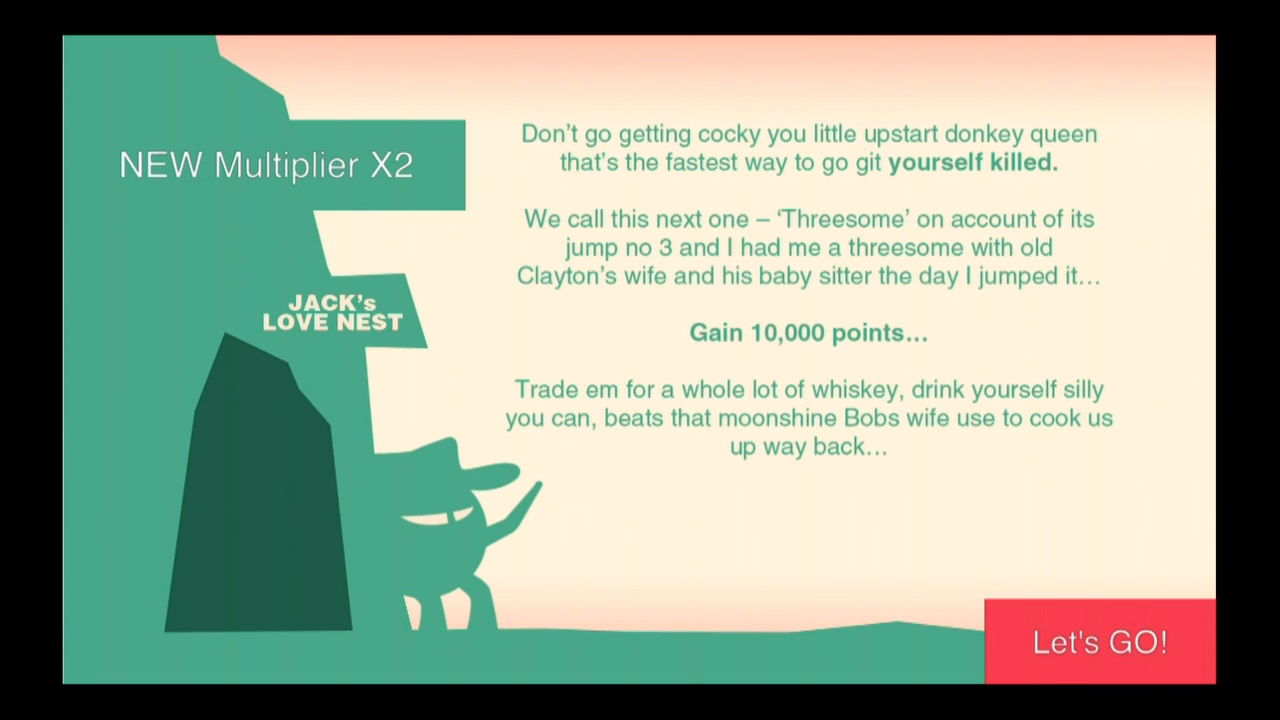 NEW Multiplier X2
JACK's
LOVE NEST
Don't go getting cocky you little upstart donkey queen
that's the fastest way to go git yourself killed.
We call this next one – ‘Threesome’ on account of its
jump no 3 and I had me a threesome with old
Clayton's wife and his baby sitter the day I jumped it…
Gain 10,000 points…
Trade em for a whole lot of whiskey, drink yourself silly
you can, beats that moonshine Bobs wife use to cook us
up way back…
Let's GO!